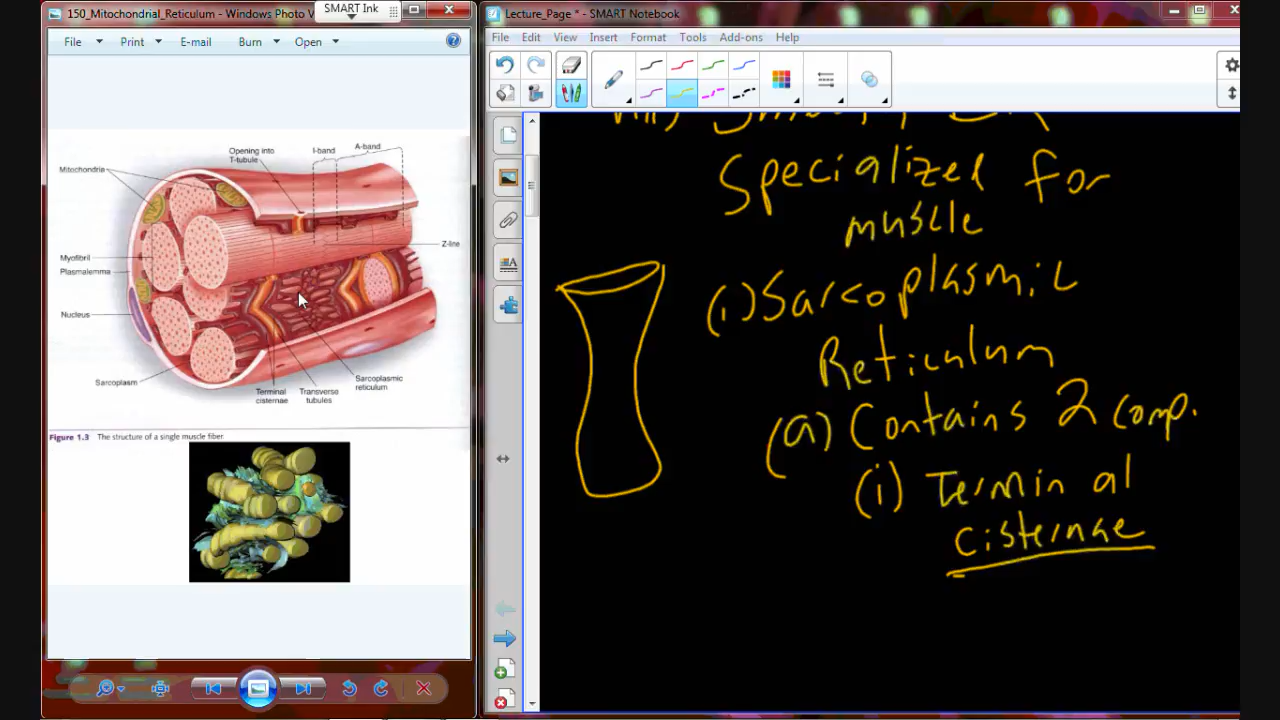 150_Mitochondrial_Reticulum - Windows Photo V
SMART Ink
File Print E-mail Burn Open
Opening into
T-tubule
I-band
A-band
Mitochondria
Z-line
Myofibril
Plasmalemma
Nucleus
Sarcoplasm
Terminal
cisternae
Transverse
tubules
Sarcoplasmic
reticulum
Figure 1.3 The structure of a single muscle fiber.
Lecture_Page * - SMART Notebook
File Edit View Insert Format Tools Add-ons Help
Specialized for
muscle
(i) Sarcoplasmic
Reticulum
(a) Contains 2 comp.
(i) Terminal
cisternae